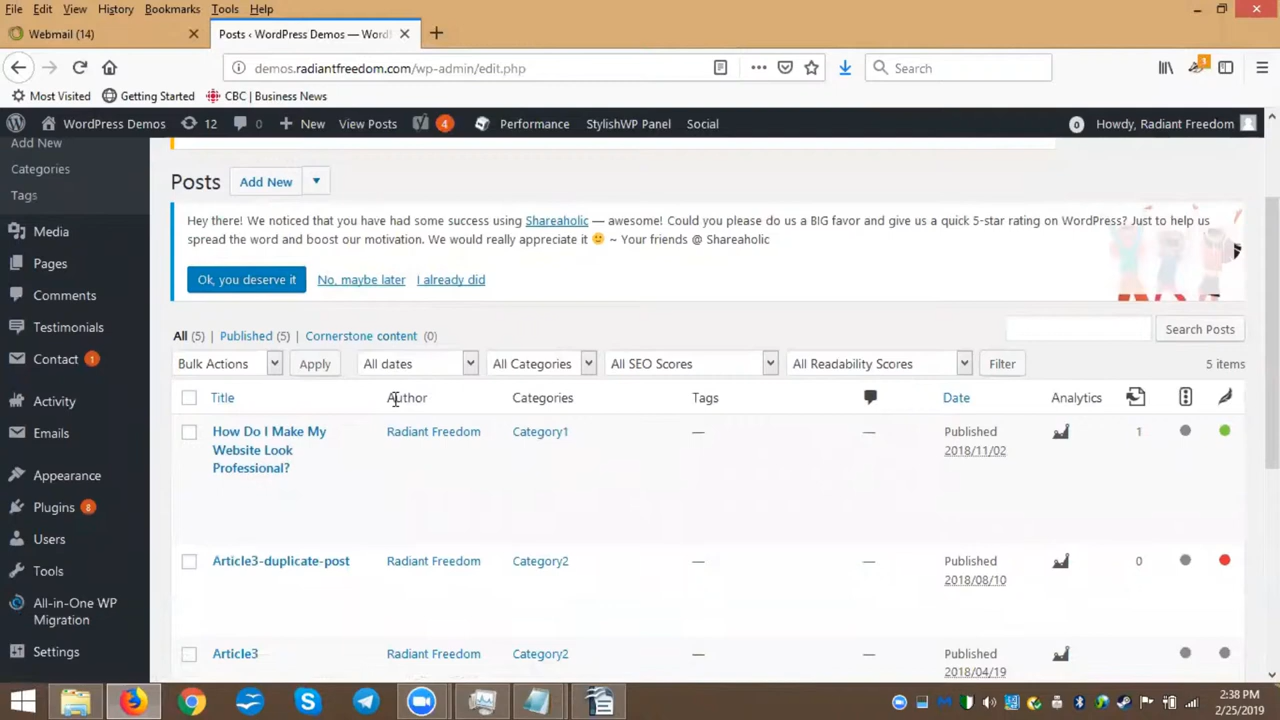 File Edit View History Bookmarks Tools Help
Webmail (14)
Posts ‹ WordPress Demos — Word
demos.radiantfreedom.com/wp-admin/edit.php
Search
3
Most Visited Getting Started CBC | Business News
WordPress Demos 12 0 New View Posts 4 Performance StylishWP Panel Social 0 Howdy, Radiant Freedom
Add New
Categories
Tags
Media
Pages
Comments
Testimonials
Contact 1
Activity
Emails
Appearance
Plugins 8
Users
Tools
All-in-One WP
Migration
Settings
Posts Add New
Hey there! We noticed that you have had some success using Shareaholic — awesome! Could you please do us a BIG favor and give us a quick 5-star rating on WordPress? Just to help us
spread the word and boost our motivation. We would really appreciate it 🙂 ~ Your friends @ Shareaholic
Ok, you deserve it No, maybe later I already did
All (5) | Published (5) | Cornerstone content (0)
Search Posts
Bulk Actions Apply All dates All Categories All SEO Scores All Readability Scores Filter 5 items
Title Author Categories Tags Date Analytics
How Do I Make My
Website Look
Professional?
Radiant Freedom Category1 — — Published
2018/11/02
1
Article3-duplicate-post Radiant Freedom Category2 — — Published
2018/08/10
0
Article3 Radiant Freedom Category2 — — Published
2018/04/19
2:38 PM
2/25/2019